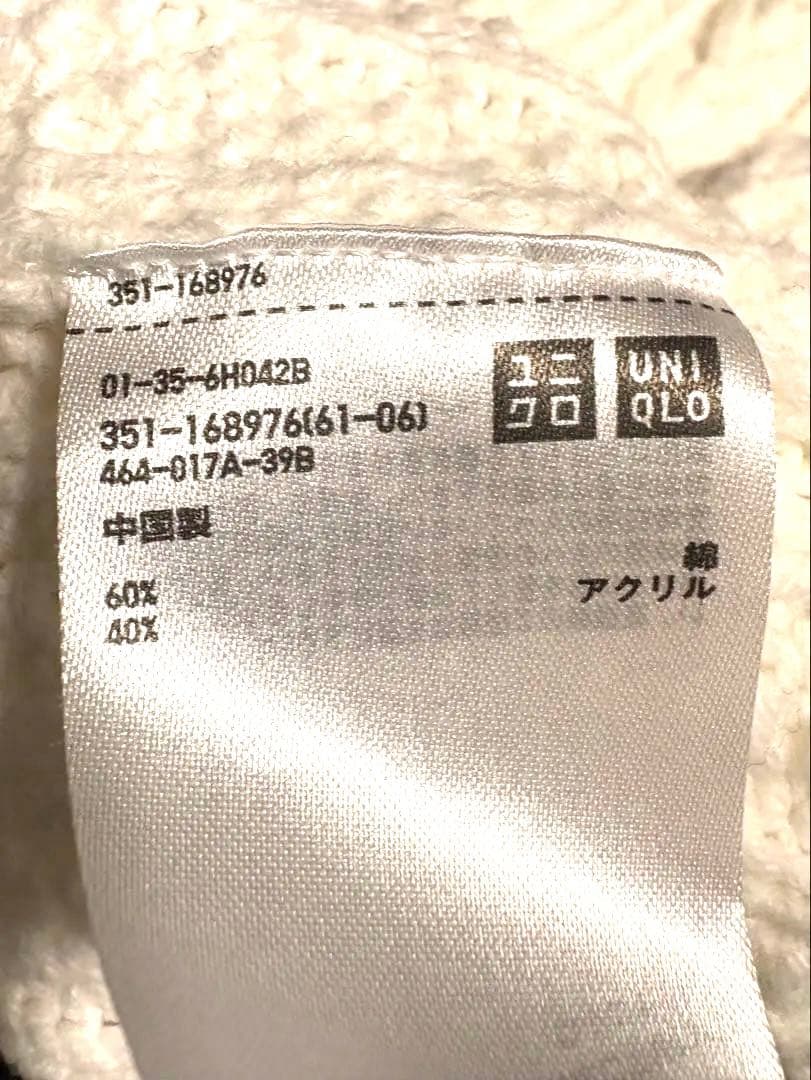 351-168976
01-35-6H042B
351-168976(61-06)
464-017A-39B
中国製
ユニ
クロ
UNI
QLO
60% 綿
40% アクリル